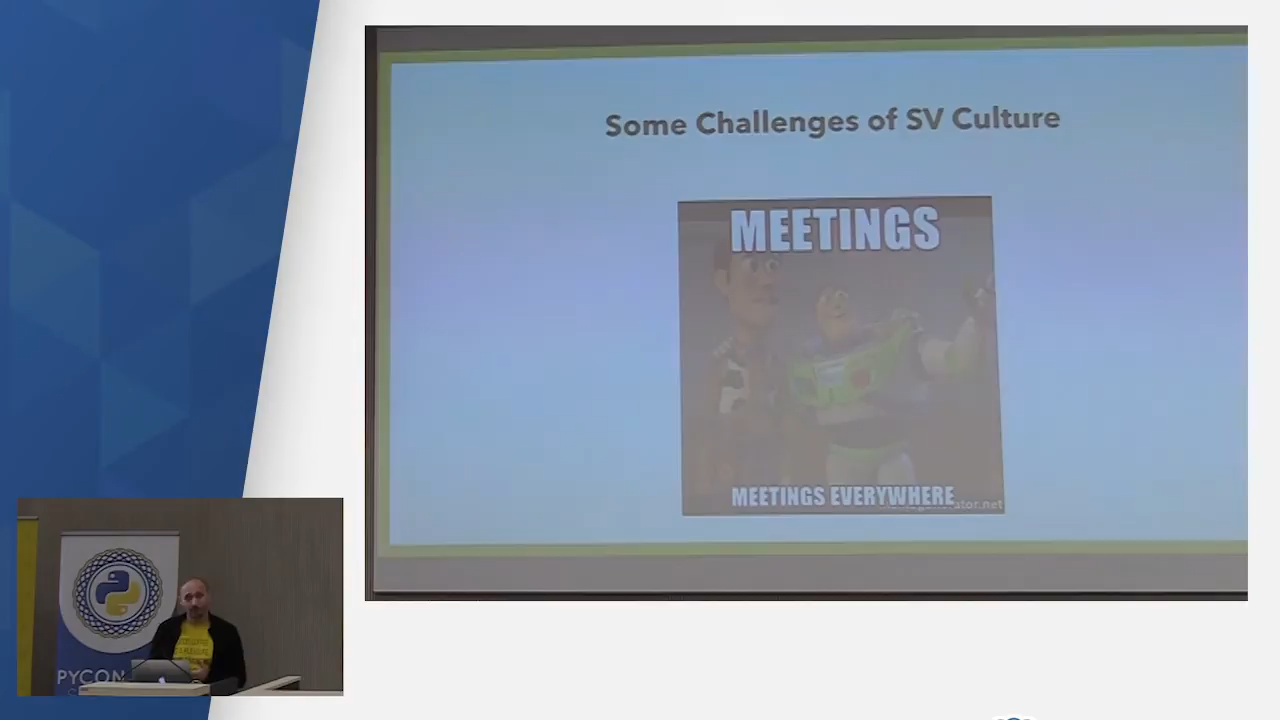 Some Challenges of SV Culture
MEETINGS
MEETINGS EVERYWHERE
PYCON